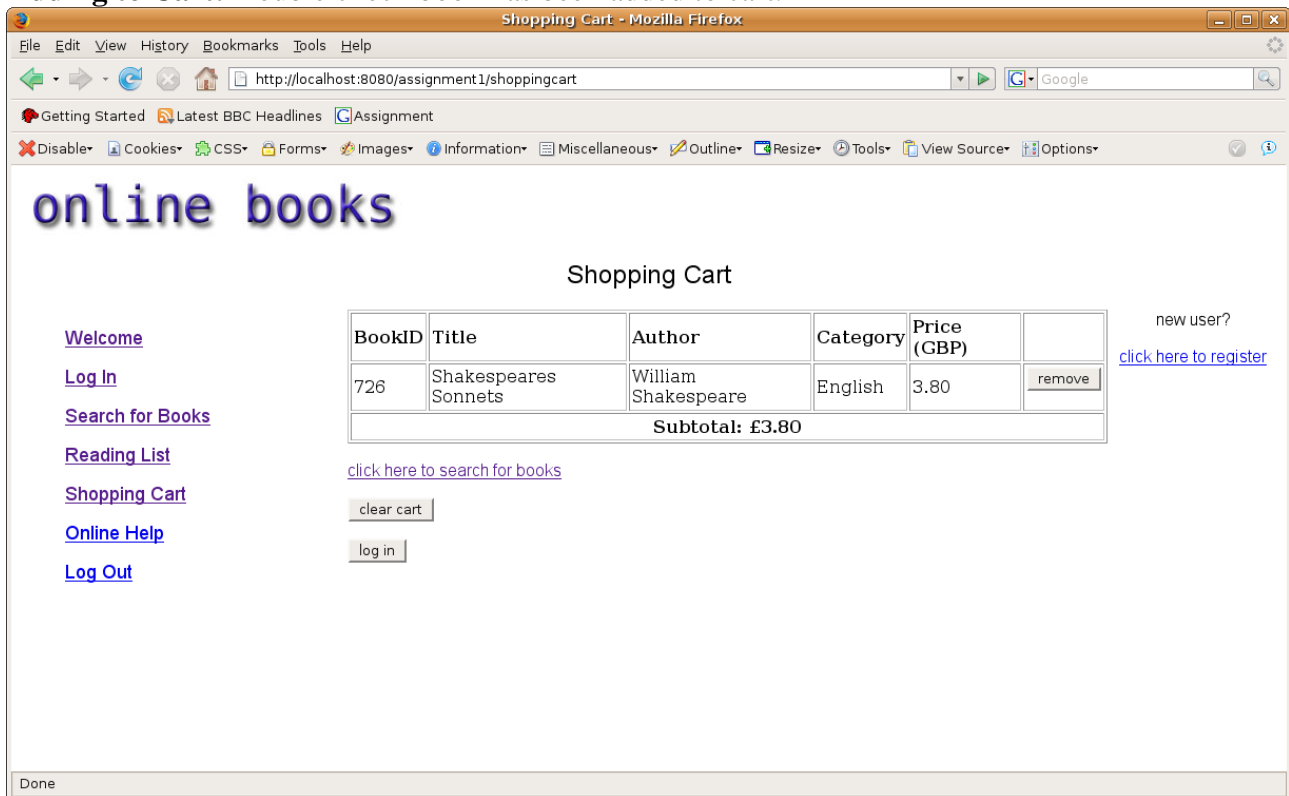 Shopping Cart - Mozilla Firefox
File Edit View History Bookmarks Tools Help
http://localhost:8080/assignment1/shoppingcart G Google
Getting Started Latest BBC Headlines GAssignment
Disable Cookies CSS Forms Images Information Miscellaneous Outline Resize Tools View Source Options
online books
Shopping Cart
Welcome
Log In
Search for Books
Reading List
Shopping Cart
Online Help
Log Out
BookID Title Author Category Price (GBP)
726 Shakespeares Sonnets William Shakespeare English 3.80 remove
Subtotal: £3.80
click here to search for books
clear cart
log in
new user?
click here to register
Done